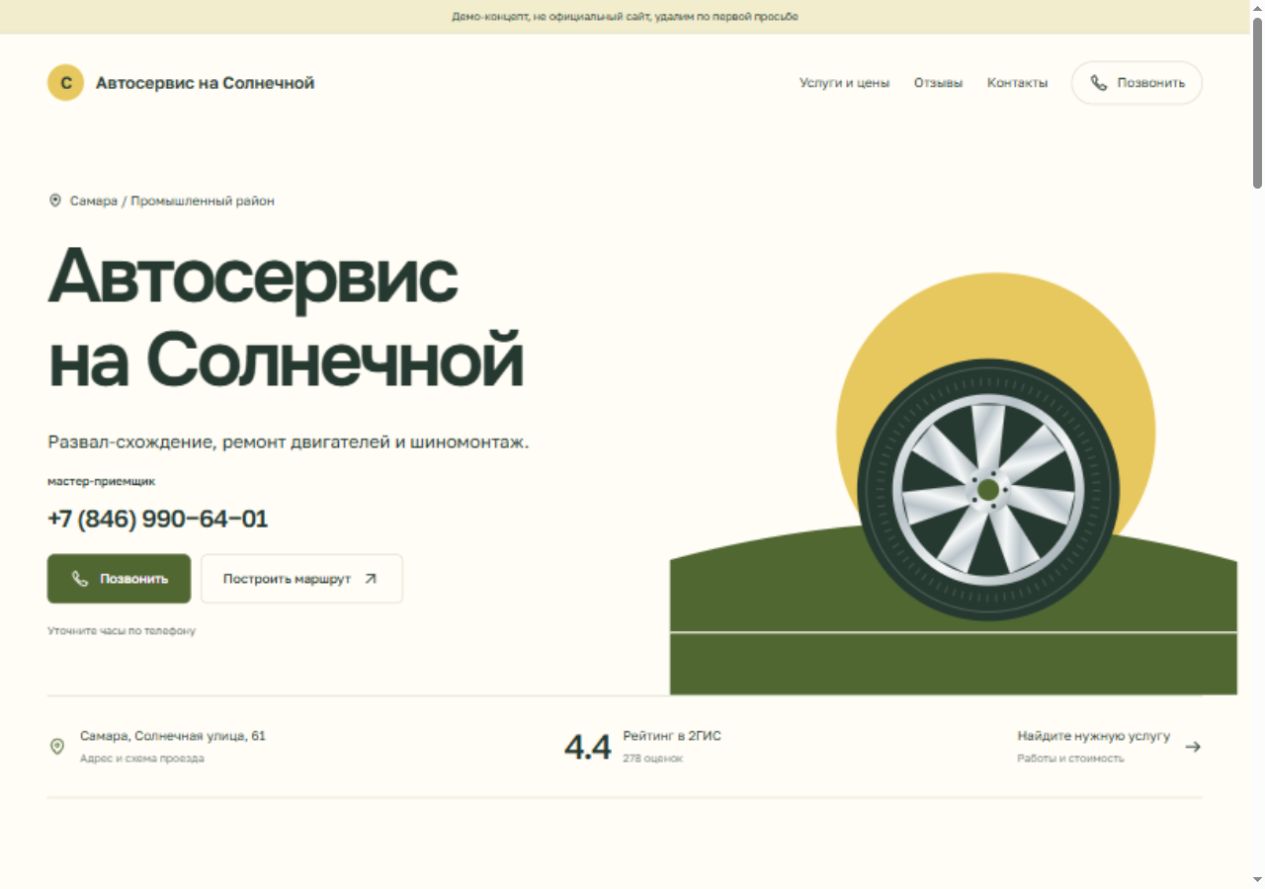 Демо-концепт, не официальный сайт, удалим по первой просьбе
С Автосервис на Солнечной
Услуги и цены Отзывы Контакты Позвонить
Самара / Промышленный район
Автосервис
на Солнечной
Развал-схождение, ремонт двигателей и шиномонтаж.
мастер-приемщик
+7 (846) 990-64-01
Позвонить Построить маршрут
Уточните часы по телефону
Самара, Солнечная улица, 61
Адрес и схема проезда
4.4 Рейтинг в 2ГИС
278 оценок
Найдите нужную услугу
Работы и стоимость